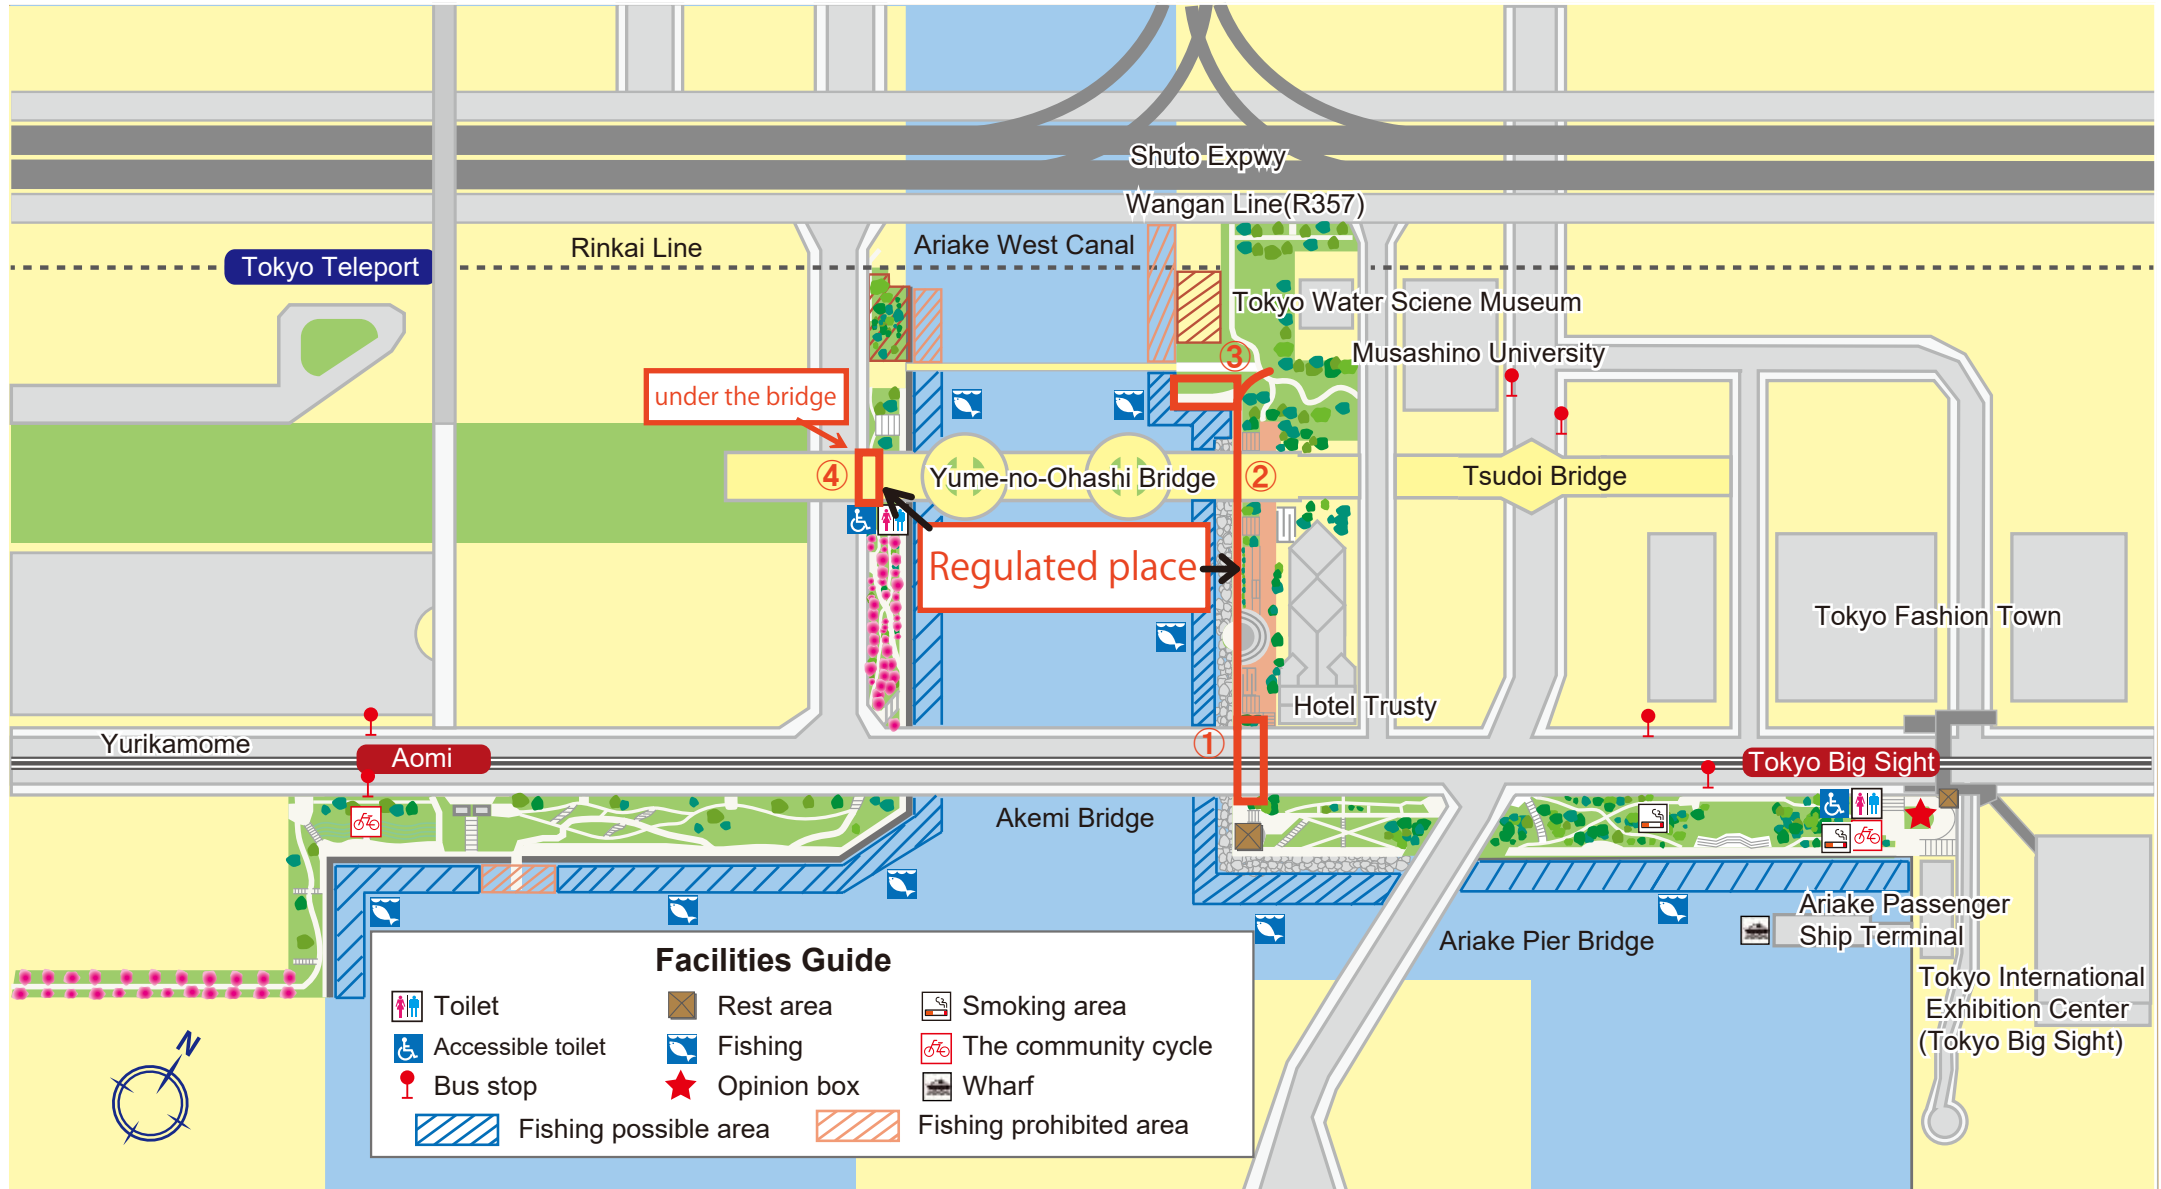 Shuto Expwy
Wangan Line(R357)
Rinkai Line
Ariake West Canal
Tokyo Teleport
Tokyo Water Sciene Museum
③
Musashino University
under the bridge
④
Yume-no-Ohashi Bridge
②
Tsudoi Bridge
Regulated place
Tokyo Fashion Town
Hotel Trusty
Yurikamome
Aomi
①
Tokyo Big Sight
Akemi Bridge
Ariake Pier Bridge
Ariake Passenger
Ship Terminal
Tokyo International
Exhibition Center
(Tokyo Big Sight)
N
Facilities Guide
Toilet
Rest area
Smoking area
Accessible toilet
Fishing
The community cycle
Bus stop
Opinion box
Wharf
Fishing possible area
Fishing prohibited area